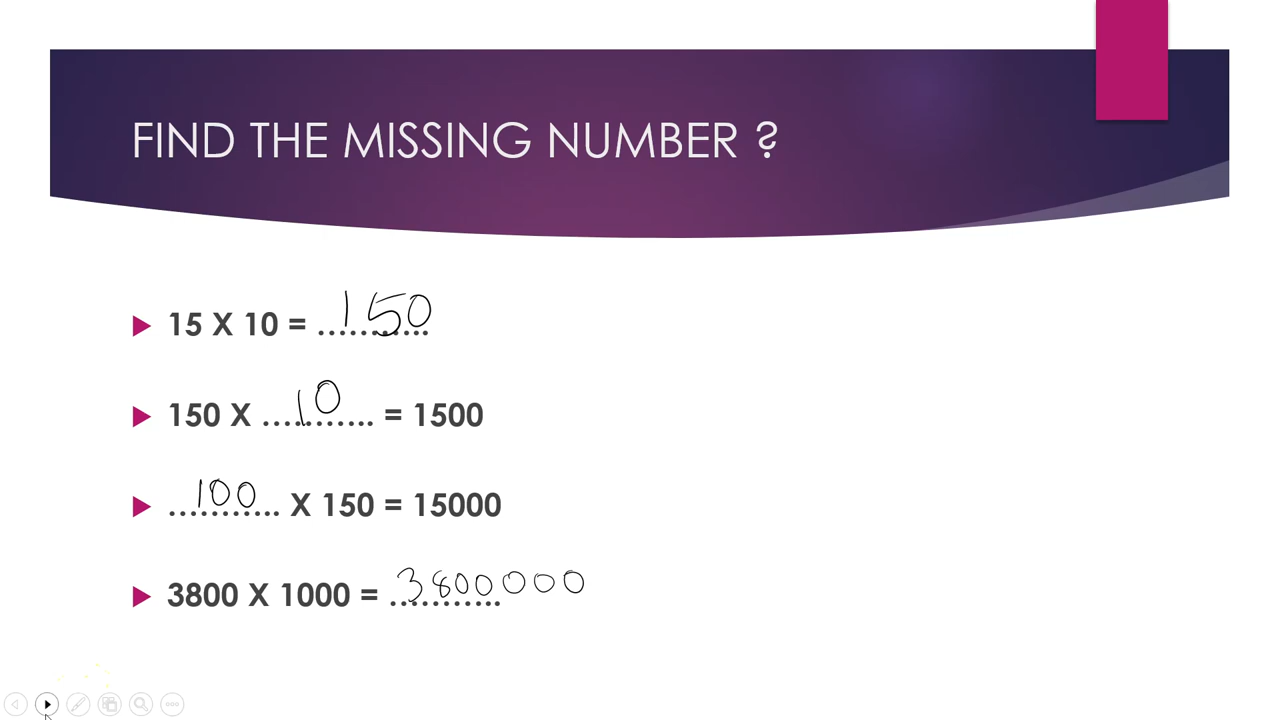 FIND THE MISSING NUMBER ?
15 X 10 = ........... 150
150 X ........... 10 = 1500
........... 100 X 150 = 15000
3800 X 1000 = ........... 3800000